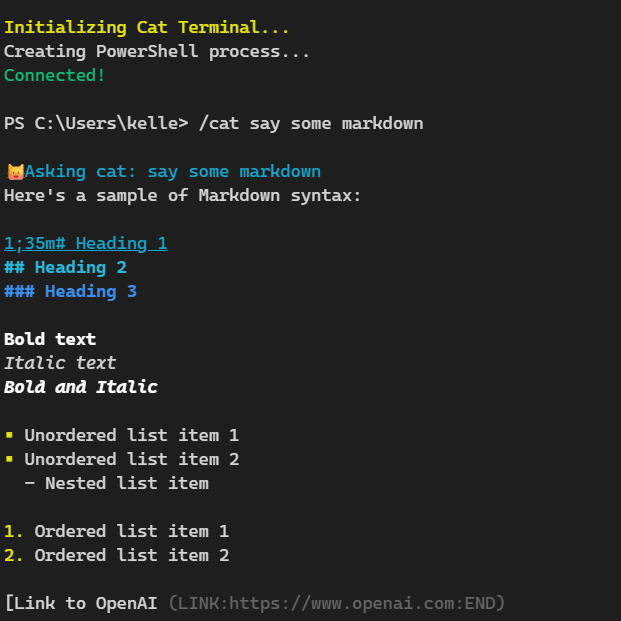 Initializing Cat Terminal...
Creating PowerShell process...
Connected!
PS C:\Users\kelle> /cat say some markdown
🐱Asking cat: say some markdown
Here's a sample of Markdown syntax:
1;35m# Heading 1
## Heading 2
### Heading 3
Bold text
Italic text
Bold and Italic
▪ Unordered list item 1
▪ Unordered list item 2
  – Nested list item
1. Ordered list item 1
2. Ordered list item 2
[Link to OpenAI (LINK:https://www.openai.com:END)